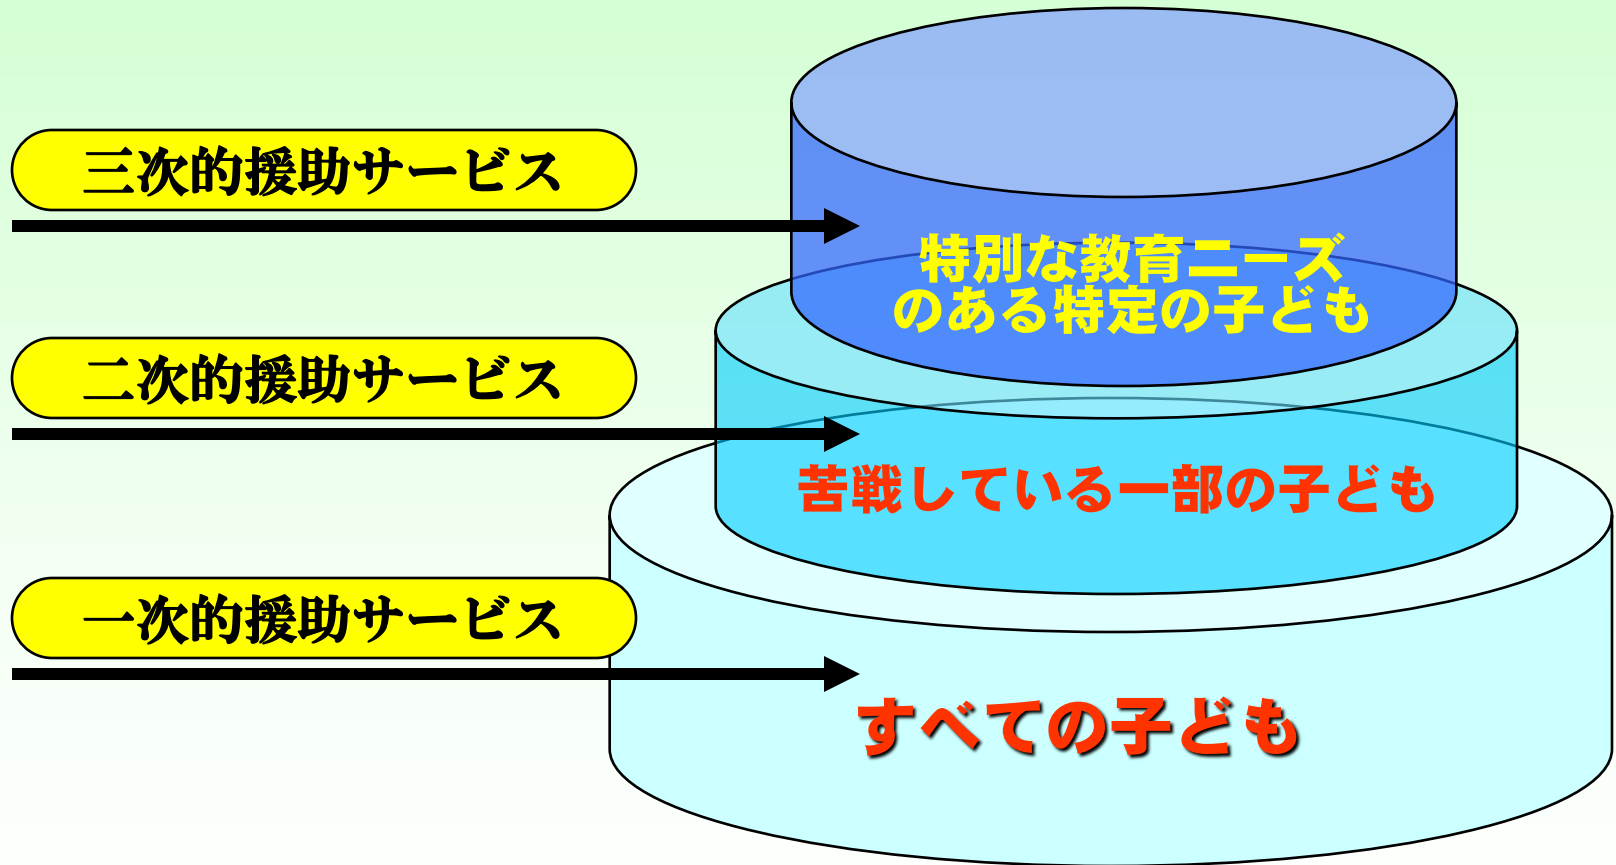 三次的援助サービス
特別な教育ニーズ
のある特定の子ども
二次的援助サービス
苦戦している一部の子ども
一次的援助サービス
すべての子ども